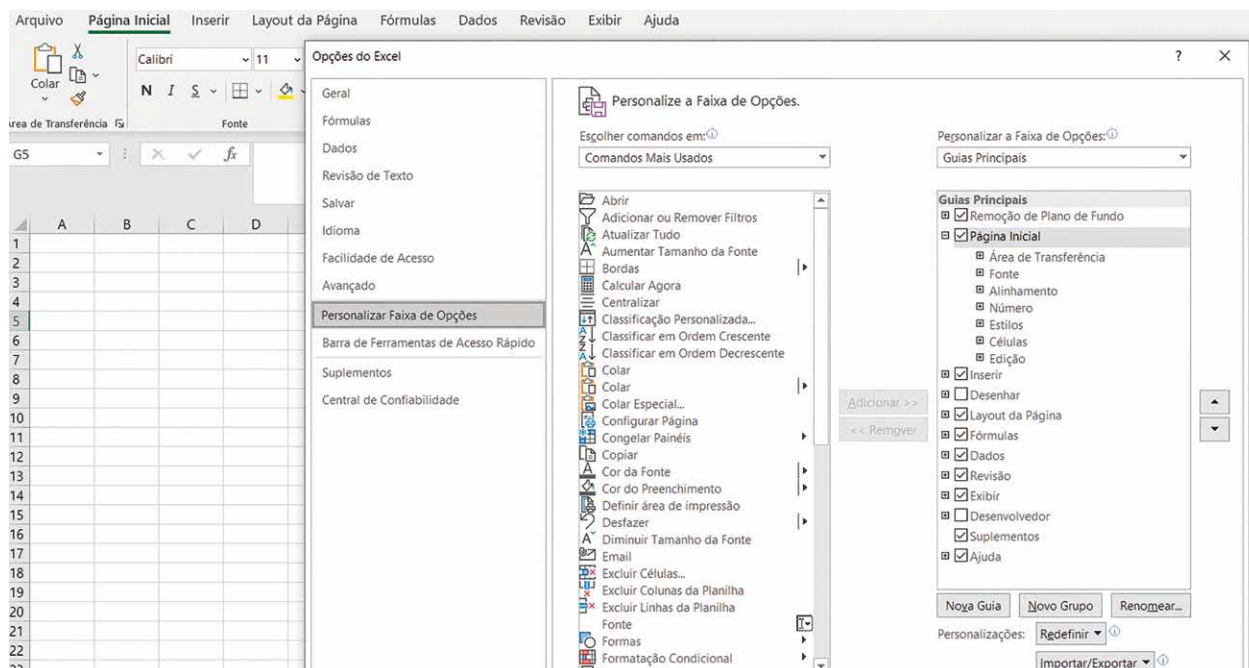 Arquivo Página Inicial Inserir Layout da Página Fórmulas Dados Revisão Exibir Ajuda
Colar
Calibri 11
N I S
Área de Transferência Fonte
G5 fx
A B C D
1
2
3
4
5
6
7
8
9
10
11
12
13
14
15
16
17
18
19
20
21
22
Opções do Excel ? ×
Geral
Fórmulas
Dados
Revisão de Texto
Salvar
Idioma
Facilidade de Acesso
Avançado
Personalizar Faixa de Opções
Barra de Ferramentas de Acesso Rápido
Suplementos
Central de Confiabilidade
Personalize a Faixa de Opções.
Escolher comandos em:
Comandos Mais Usados
Abrir
Adicionar ou Remover Filtros
Atualizar Tudo
Aumentar Tamanho da Fonte
Bordas
Calcular Agora
Centralizar
Classificação Personalizada...
Classificar em Ordem Crescente
Classificar em Ordem Decrescente
Colar
Colar
Colar Especial...
Configurar Página
Congelar Painéis
Copiar
Cor da Fonte
Cor do Preenchimento
Definir área de impressão
Desfazer
Diminuir Tamanho da Fonte
Email
Excluir Células...
Excluir Colunas da Planilha
Excluir Linhas da Planilha
Fonte
Formas
Formatação Condicional
Adicionar >>
<< Remover
Personalizar a Faixa de Opções:
Guias Principais
Guias Principais
Remoção de Plano de Fundo
Página Inicial
Área de Transferência
Fonte
Alinhamento
Número
Estilos
Células
Edição
Inserir
Desenhar
Layout da Página
Fórmulas
Dados
Revisão
Exibir
Desenvolvedor
Suplementos
Ajuda
Nova Guia Novo Grupo Renomear...
Personalizações: Redefinir
Importar/Exportar